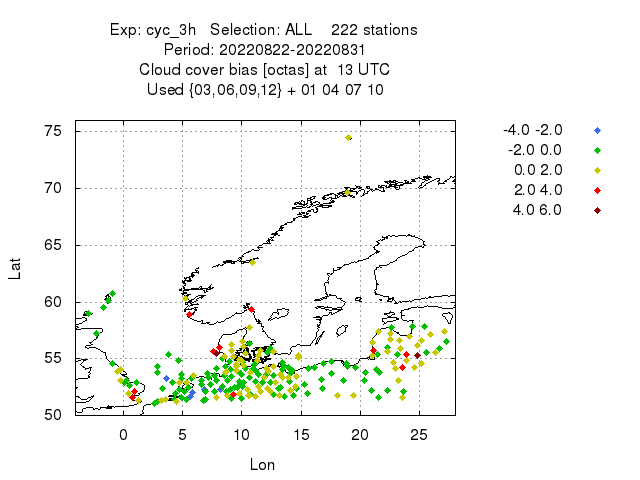 Exp: cyc_3h   Selection: ALL    222 stations
Period: 20220822-20220831
Cloud cover bias [octas] at  13 UTC
Used {03,06,09,12} + 01 04 07 10
-4.0 -2.0
-2.0 0.0
0.0 2.0
2.0 4.0
4.0 6.0
75
70
65
60
55
50
Lat
0 5 10 15 20 25
Lon